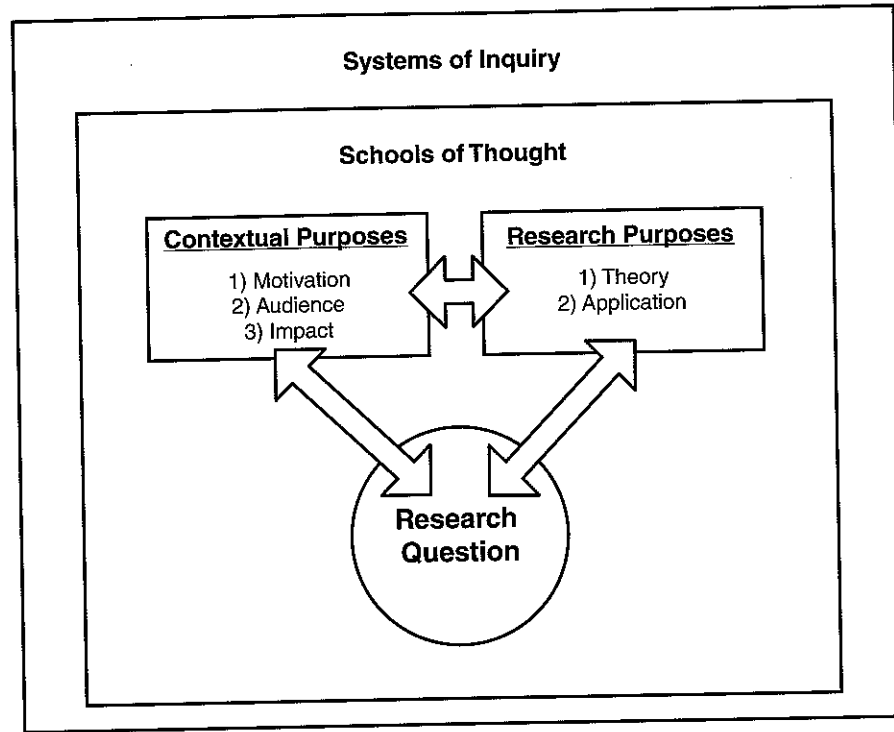 Systems of Inquiry
Schools of Thought
Contextual Purposes
1) Motivation
2) Audience
3) Impact
Research Purposes
1) Theory
2) Application
Research
Question